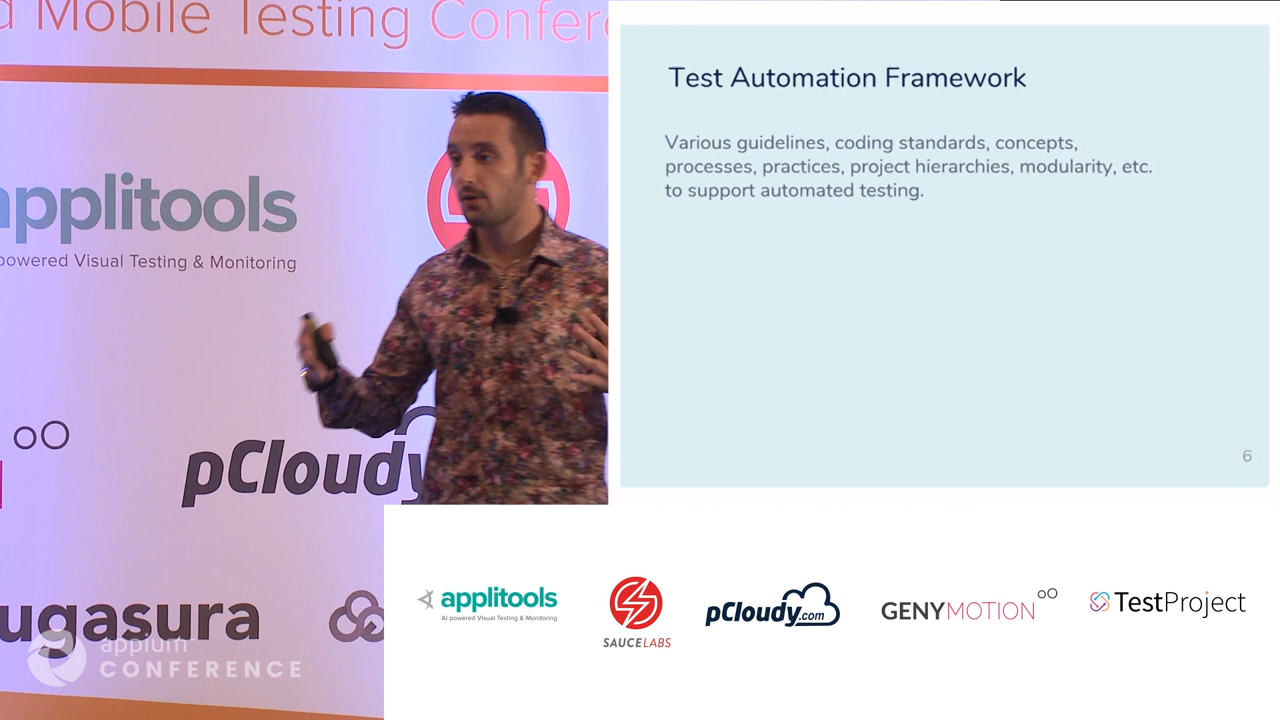 d Mobile Testing Confere
applitools
powered Visual Testing & Monitoring
pCloudy
ugasura
appium
CONFERENCE
Test Automation Framework
Various guidelines, coding standards, concepts,
processes, practices, project hierarchies, modularity, etc.
to support automated testing.
6
applitools
AI powered Visual Testing & Monitoring
SAUCELABS
pCloudy.com
GENYMOTION
TestProject